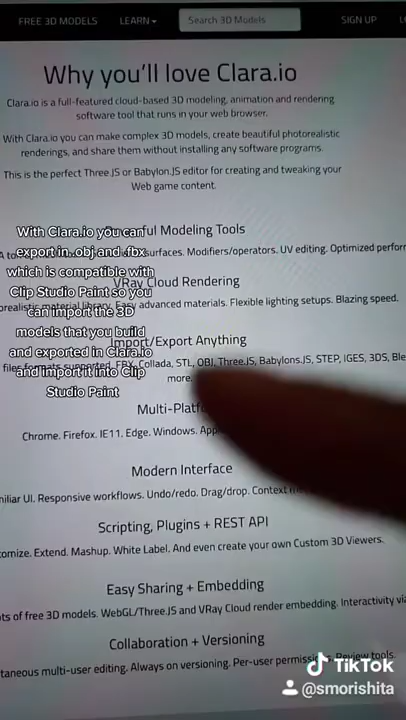 FREE 3D MODELS LEARN Search 3D Models SIGN UP
Why you'll love Clara.io
Clara.io is a full-featured cloud-based 3D modeling, animation and rendering
software tool that runs in your web browser.
With Clara.io you can make complex 3D models, create beautiful photorealistic
renderings, and share them without installing any software programs.
This is the perfect Three.JS or Babylon.JS editor for creating and tweaking your
Web game content.
Modeling Tools
surfaces. Modifiers/operators. UV editing. Optimized
With Clara.io you can
export in .obj and .fbx
which is compatible with
Clip Studio Paint so you
can import the 3D
models that you build
and exported in Clara.io
and import it into Clip
Studio Paint
VRay Cloud Rendering
advanced materials. Flexible lighting setups. Blazing speed.
Import/Export Anything
Collada, STL, OBJ, Three.JS, Babylons.JS, STEP, IGES, 3DS,
more.
Chrome. Firefox. IE11. Edge. Windows.
Modern Interface
UI. Responsive workflows. Undo/redo. Drag/drop.
Scripting, Plugins + REST API
Extend. Mashup. White Label. And even create your own Custom 3D Viewers.
Easy Sharing + Embedding
of free 3D models. WebGL/Three.JS and VRay Cloud render embedding. Interactivity
Collaboration + Versioning
multi-user editing. Always on versioning. Per-user Review tools.
TikTok
@smorishita